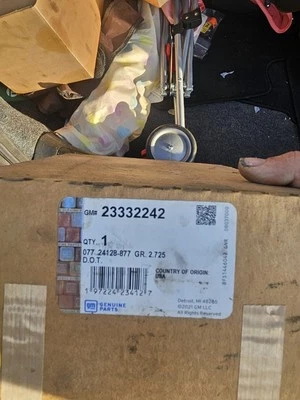 GM# 23332242
QTY. 1
077 .24128-877 GR. 2.725
D.O.T.
COUNTRY OF ORIGIN
USA
GM
GENUINE
PARTS
Detroit, MI 48265
©2021 GM LLC
All Rights Reserved.